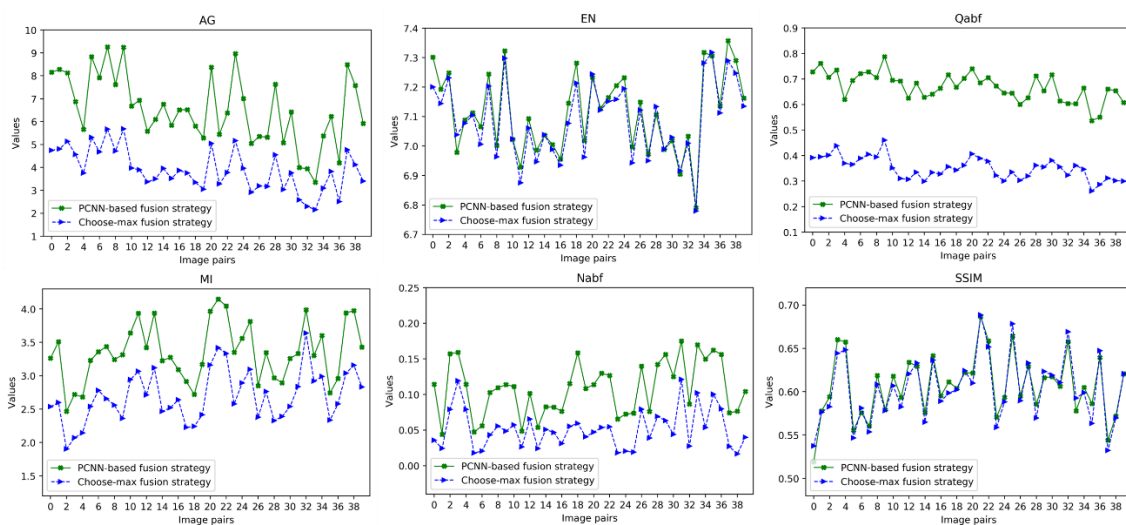 AG
Values
10
9
8
7
6
5
4
3
2
1
PCNN-based fusion strategy
Choose-max fusion strategy
0 2 4 6 8 10 12 14 16 18 20 22 24 26 28 30 32 34 36 38
Image pairs
EN
Values
7.4
7.3
7.2
7.1
7.0
6.9
6.8
6.7
PCNN-based fusion strategy
Choose-max fusion strategy
0 2 4 6 8 10 12 14 16 18 20 22 24 26 28 30 32 34 36 38
Image pairs
Qabf
Values
0.9
0.8
0.7
0.6
0.5
0.4
0.3
0.2
0.1
PCNN-based fusion strategy
Choose-max fusion strategy
0 2 4 6 8 10 12 14 16 18 20 22 24 26 28 30 32 34 36 38
Image pairs
MI
Values
4.0
3.5
3.0
2.5
2.0
1.5
PCNN-based fusion strategy
Choose-max fusion strategy
0 2 4 6 8 10 12 14 16 18 20 22 24 26 28 30 32 34 36 38
Image pairs
Nabf
Values
0.25
0.20
0.15
0.10
0.05
0.00
PCNN-based fusion strategy
Choose-max fusion strategy
0 2 4 6 8 10 12 14 16 18 20 22 24 26 28 30 32 34 36 38
Image pairs
SSIM
Values
0.70
0.65
0.60
0.55
0.50
PCNN-based fusion strategy
Choose-max fusion strategy
0 2 4 6 8 10 12 14 16 18 20 22 24 26 28 30 32 34 36 38
Image pairs